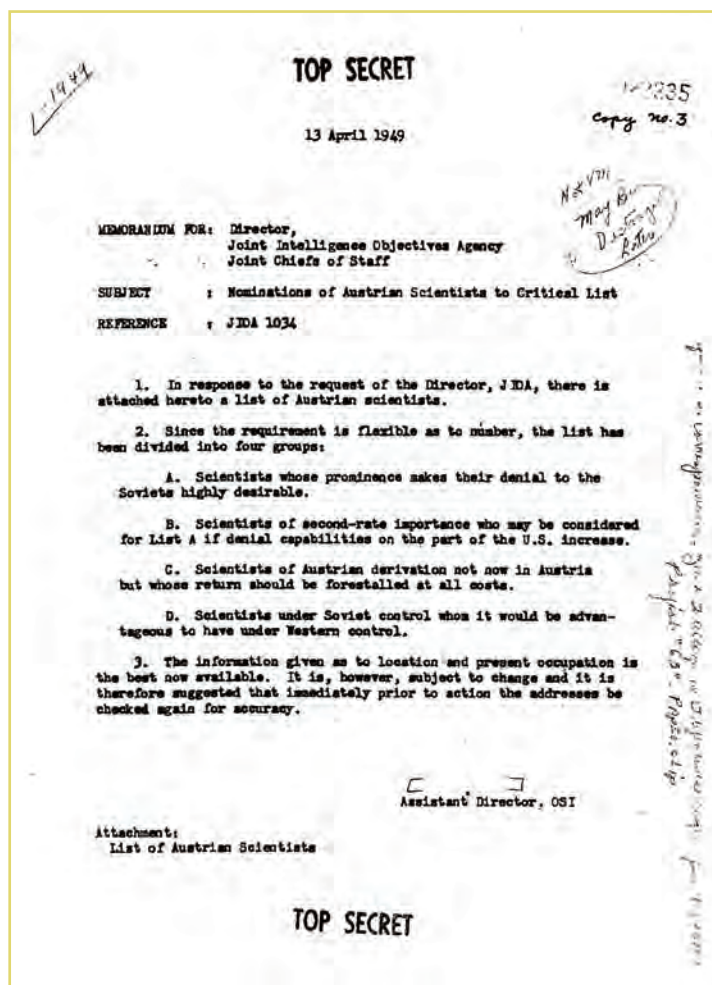 TOP SECRET
1-1949
Copy no. 3
13 April 1949
May Be
Destroyed
Later
MEMORANDUM FOR: Director,
Joint Intelligence Objectives Agency
Joint Chiefs of Staff
SUBJECT : Nominations of Austrian Scientists to Critical List
REFERENCE : JIOA 1034
1. In response to the request of the Director, JIOA, there is
attached hereto a list of Austrian scientists.
2. Since the requirement is flexible as to number, the list has
been divided into four groups:
A. Scientists whose prominence makes their denial to the
Soviets highly desirable.
B. Scientists of second-rate importance who may be considered
for List A if denial capabilities on the part of the U.S. increase.
C. Scientists of Austrian derivation not now in Austria
but whose return should be forestalled at all costs.
D. Scientists under Soviet control whom it would be advan-
tageous to have under Western control.
3. The information given as to location and present occupation is
the best now available. It is, however, subject to change and it is
therefore suggested that immediately prior to action the addresses be
checked again for accuracy.
Assistant Director, OSI
Attachment:
List of Austrian Scientists
TOP SECRET
Project "63" - Paperclip